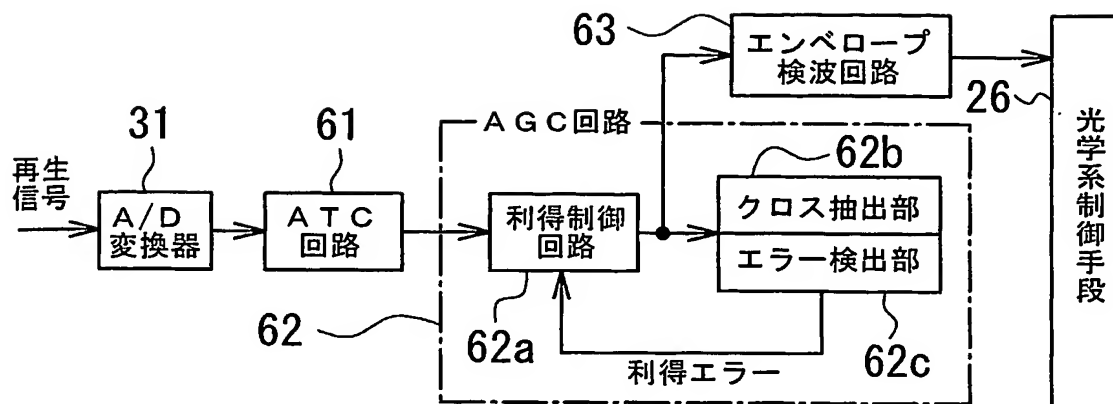 63
エンベロープ
検波回路
26
31
61
ＡＧＣ回路
62b
再生
信号
Ａ/Ｄ
変換器
ＡＴＣ
回路
利得制御
回路
クロス抽出部
エラー検出部
光学系制御手段
62
62a
62c
利得エラー